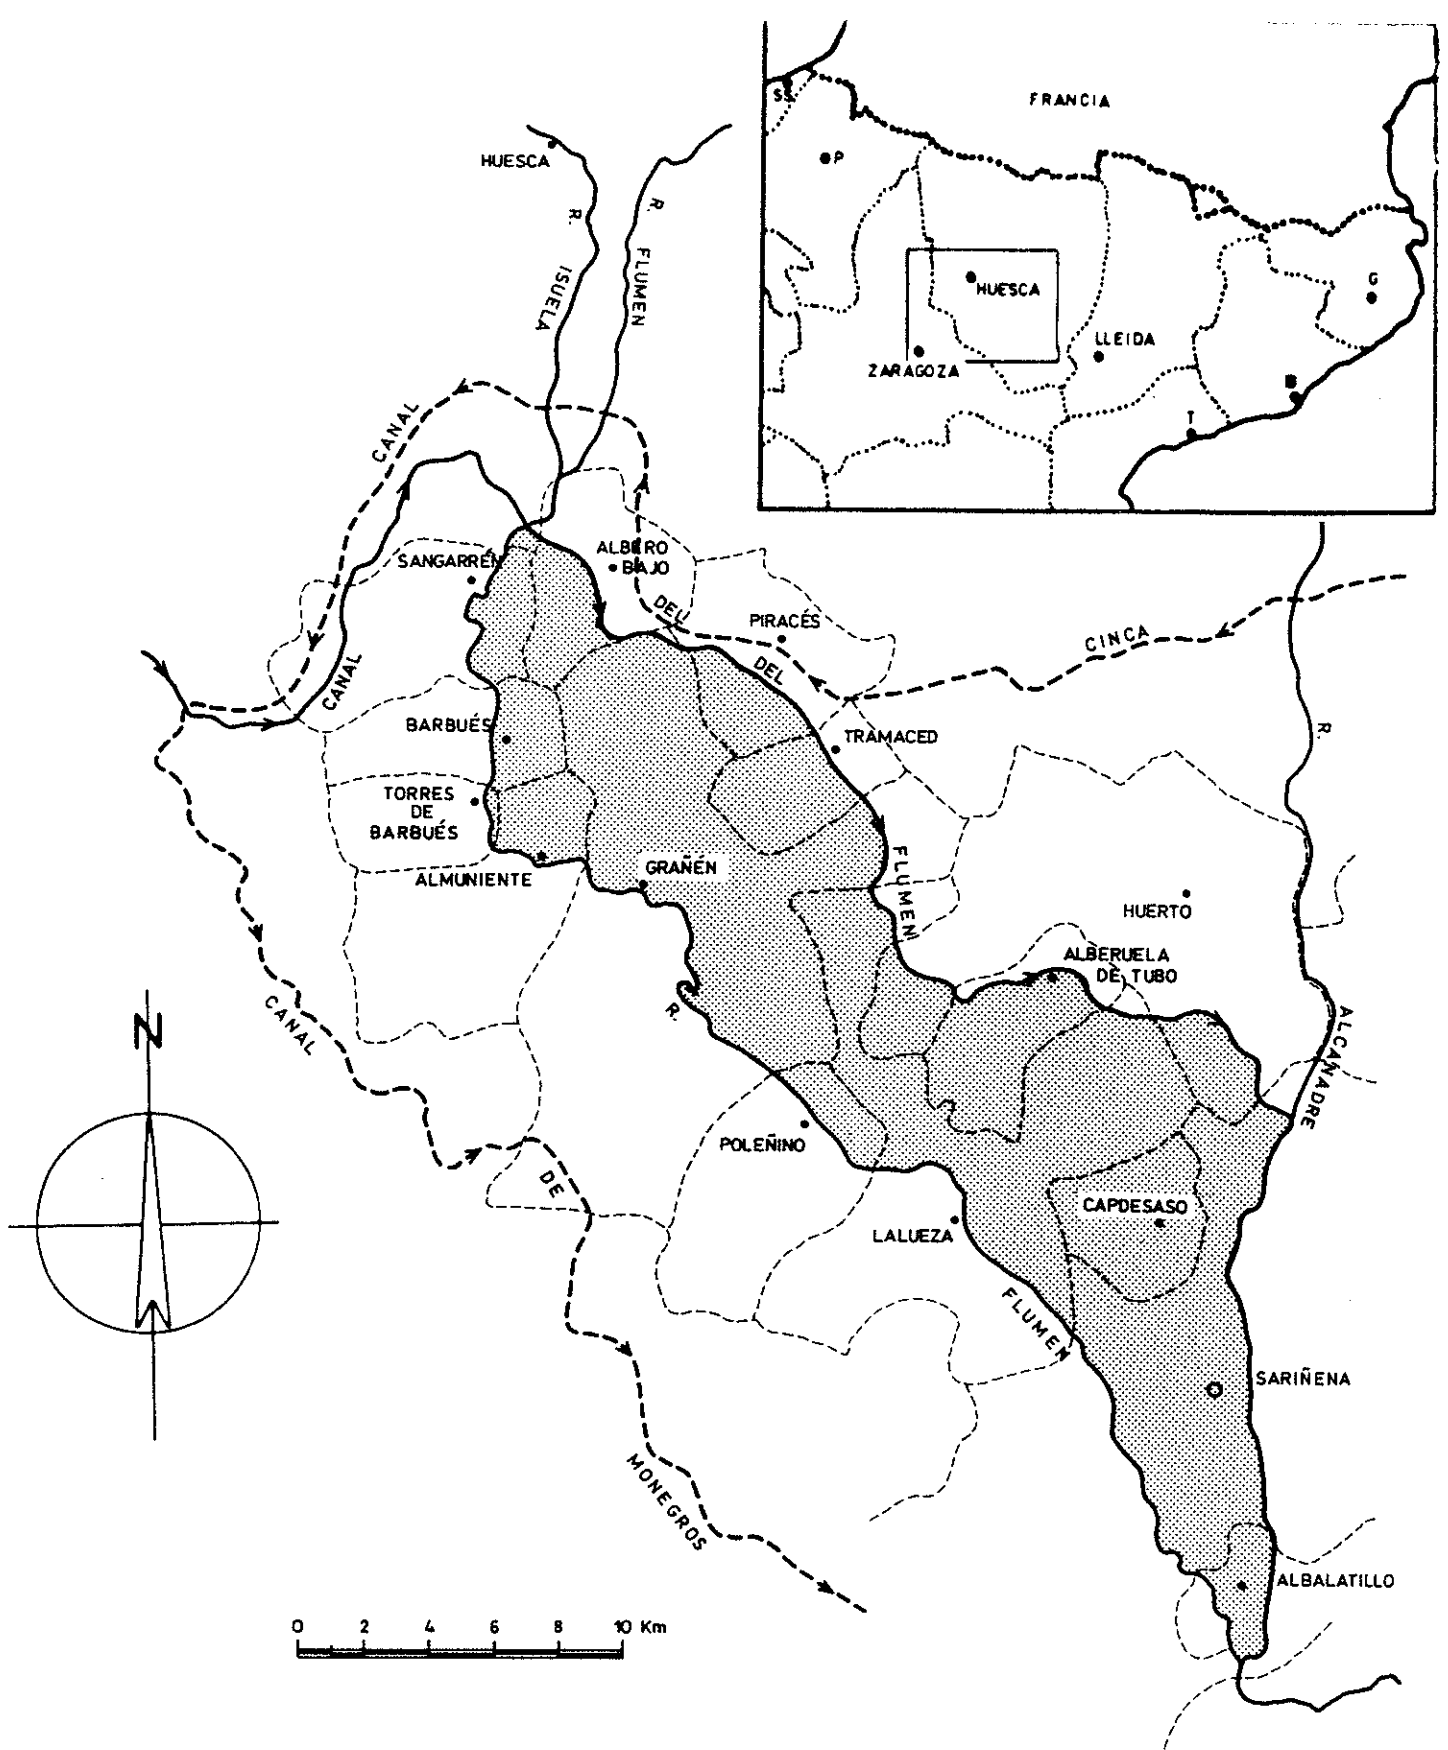 FRANCIA
SS
P
HUESCA
G
LLEIDA
ZARAGOZA
B
T
HUESCA
R.
ISUELA
R.
FLUMEN
CANAL
SANGARREN
ALBERO
BAJO
DEL
PIRACÉS
CINCA
CANAL
DEL
BARBUÉS
TRAMACED
R.
TORRES
DE
BARBUÉS
ALMUNIENTE
GRAÑÉN
FLUMEN
HUERTO
ALBERUELA
DE TUBO
CANAL
N
R.
ALCANADRE
POLEÑINO
DE
CAPDESASO
LALUEZA
FLUMEN
SARIÑENA
MONEGROS
ALBALATILLO
0 2 4 6 8 10 Km